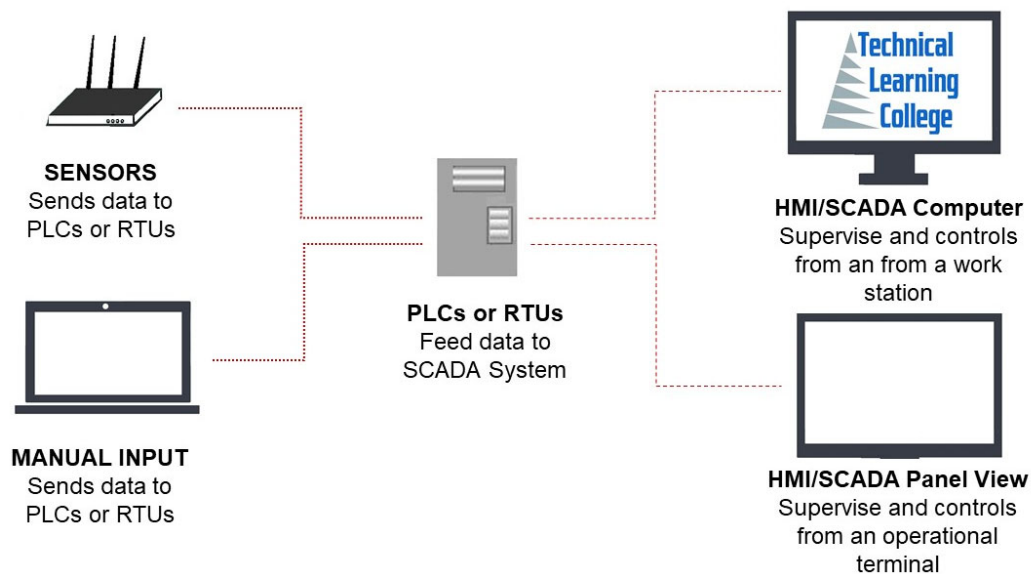 SENSORS
Sends data to
PLCs or RTUs
MANUAL INPUT
Sends data to
PLCs or RTUs
PLCs or RTUs
Feed data to
SCADA System
Technical
Learning
College
HMI/SCADA Computer
Supervise and controls
from an from a work
station
HMI/SCADA Panel View
Supervise and controls
from an operational
terminal